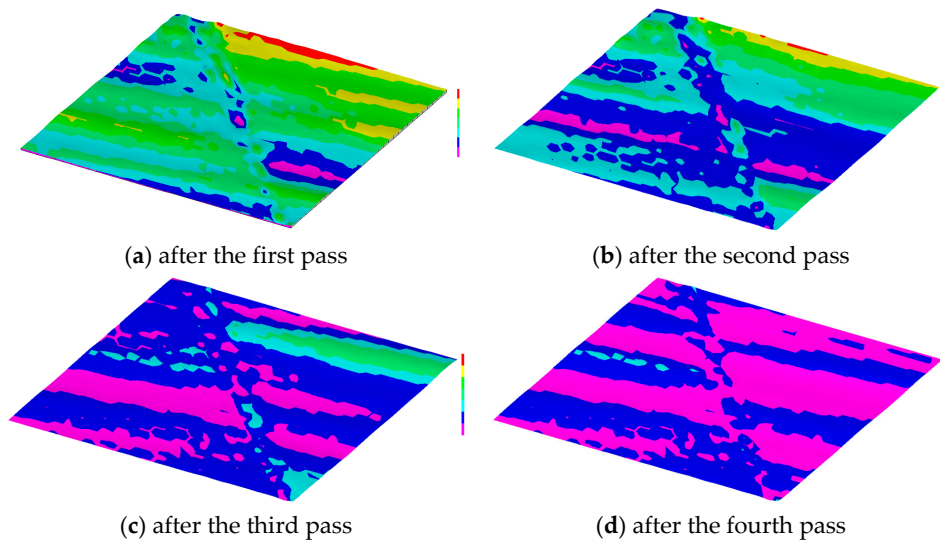 (a) after the first pass
(b) after the second pass
(c) after the third pass
(d) after the fourth pass